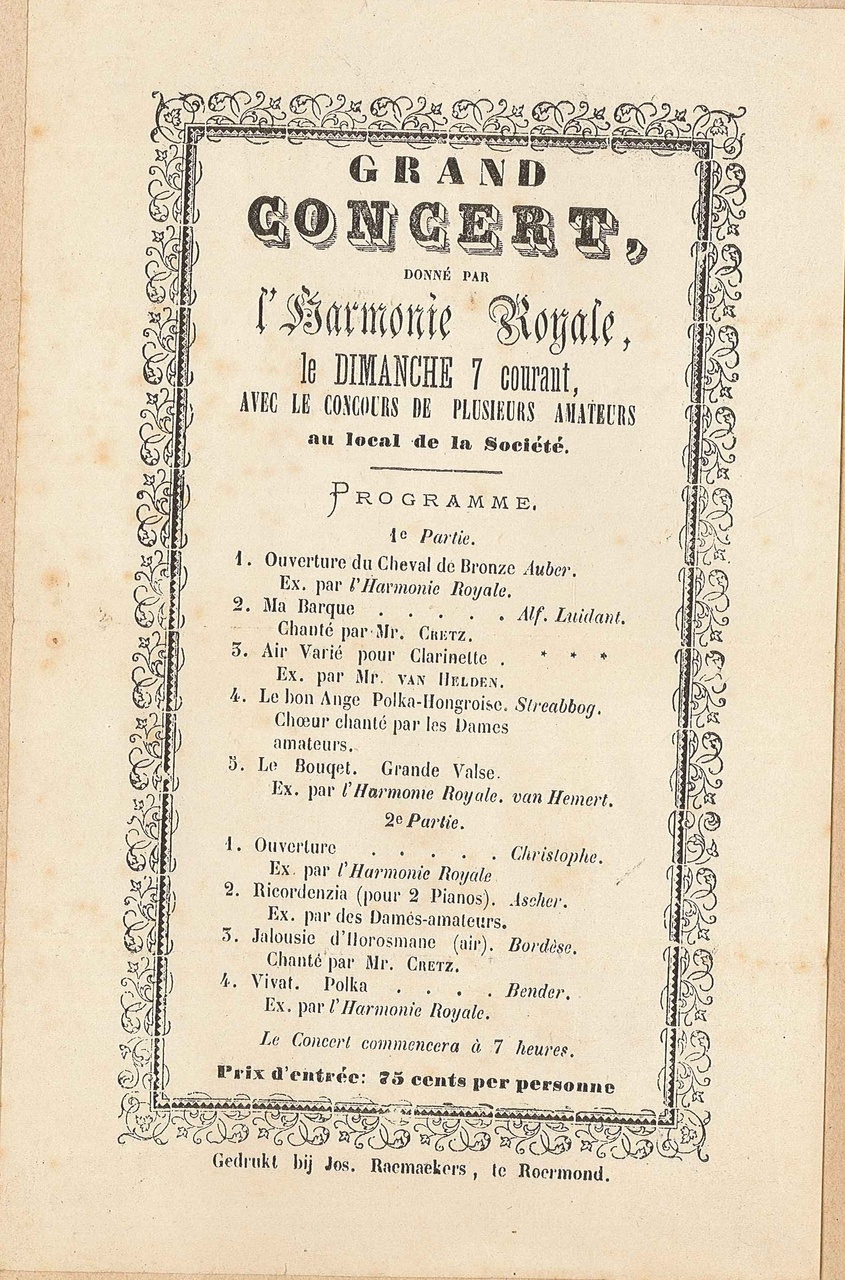 GRAND
CONCERT,
DONNÉ PAR
l'Harmonie Royale,
le DIMANCHE 7 courant,
AVEC LE CONCOURS DE PLUSIEURS AMATEURS
au local de la Société.
PROGRAMME.
1e Partie.
1. Ouverture du Cheval de Bronze Auber.
Ex. par l'Harmonie Royale.
2. Ma Barque . . . . . Alf. Luidant.
Chanté par Mr. CRETZ.
3. Air Varié pour Clarinette . * * *
Ex. par Mr. VAN HELDEN.
4. Le bon Ange Polka-Hongroise. Streabbog.
Chœur chanté par les Dames
amateurs.
5. Le Bouqet. Grande Valse.
Ex. par l'Harmonie Royale. van Hemert.
2e Partie.
1. Ouverture . . . . . Christophe.
Ex. par l'Harmonie Royale
2. Ricordenzia (pour 2 Pianos). Ascher.
Ex. par des Dames-amateurs.
3. Jalousie d'Horosmane (air). Bordèse.
Chanté par Mr. CRETZ.
4. Vivat. Polka . . . . Bender.
Ex. par l'Harmonie Royale.
Le Concert commencera à 7 heures.
Prix d'entrée: 75 cents per personne
Gedrukt bij Jos. Raemaekers, te Roermond.